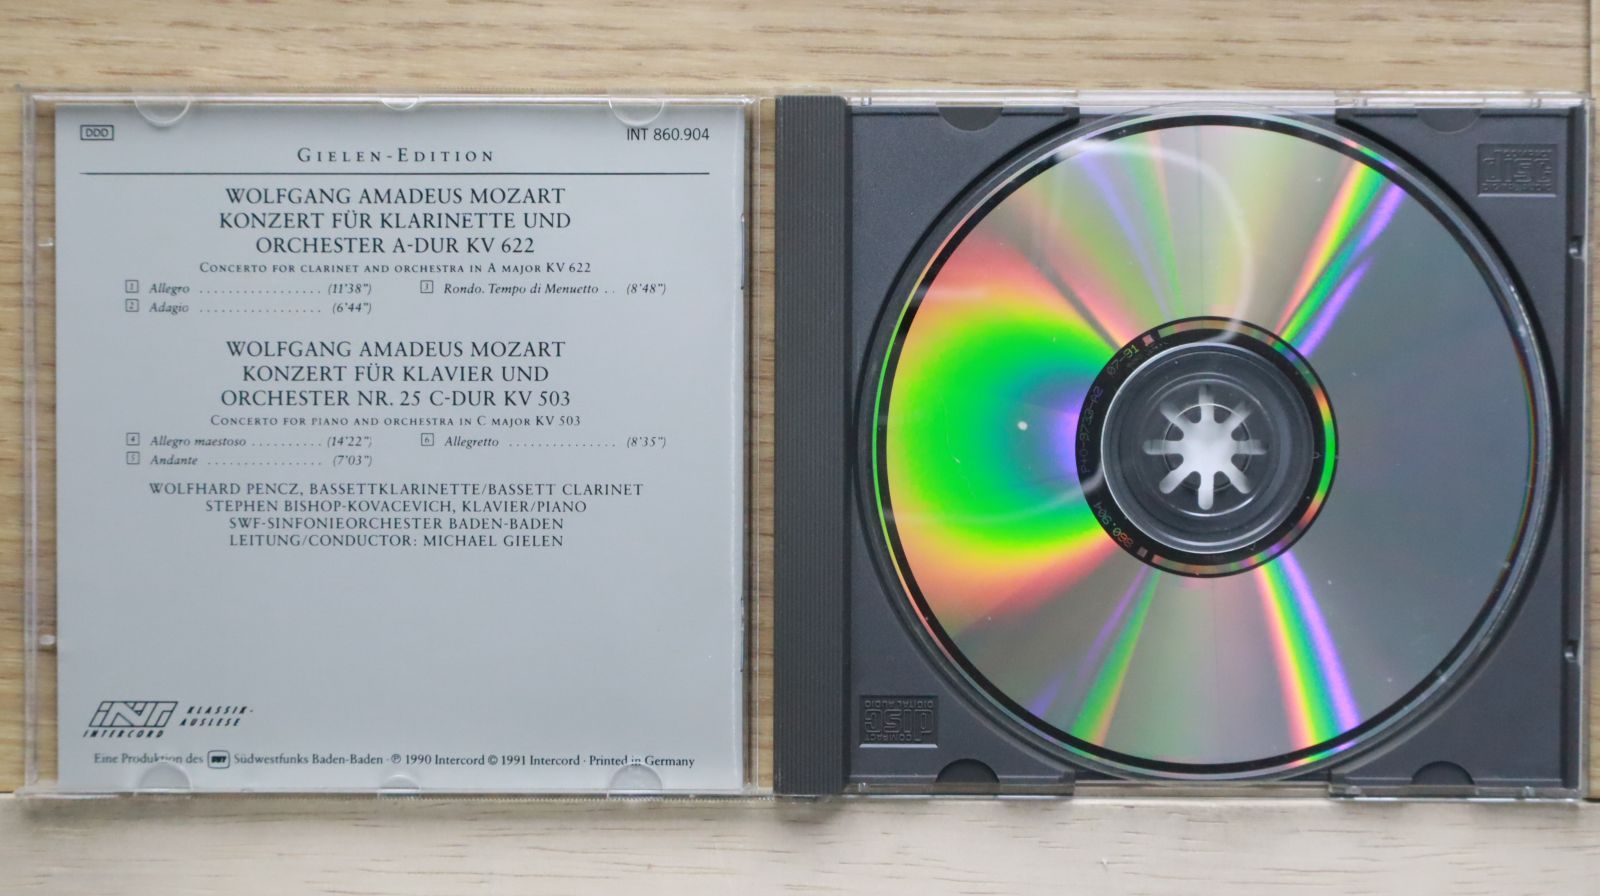 DDD
INT 860.904
GIELEN-EDITION
WOLFGANG AMADEUS MOZART
KONZERT FÜR KLARINETTE UND
ORCHESTER A-DUR KV 622
CONCERTO FOR CLARINET AND ORCHESTRA IN A MAJOR KV 622
1 Allegro ................. (11'38")
2 Adagio ................. (6'44")
3 Rondo. Tempo di Menuetto .. (8'48")
WOLFGANG AMADEUS MOZART
KONZERT FÜR KLAVIER UND
ORCHESTER NR. 25 C-DUR KV 503
CONCERTO FOR PIANO AND ORCHESTRA IN C MAJOR KV 503
4 Allegro maestoso .......... (14'22")
5 Andante ................ (7'03")
6 Allegretto ............... (8'35")
WOLFHARD PENCZ, BASSETTKLARINETTE/BASSETT CLARINET
STEPHEN BISHOP-KOVACEVICH, KLAVIER/PIANO
SWF-SINFONIEORCHESTER BADEN-BADEN
LEITUNG/CONDUCTOR: MICHAEL GIELEN
INT
INTERCORD
KLASSIK-
AUSLESE
Eine Produktion des SWF Südwestfunks Baden-Baden · ℗ 1990 Intercord © 1991 Intercord · Printed in Germany
COMPACT
disc
DIGITAL AUDIO
COMPACT
disc
DIGITAL AUDIO
860.904 P+O-9733-A2 07-91